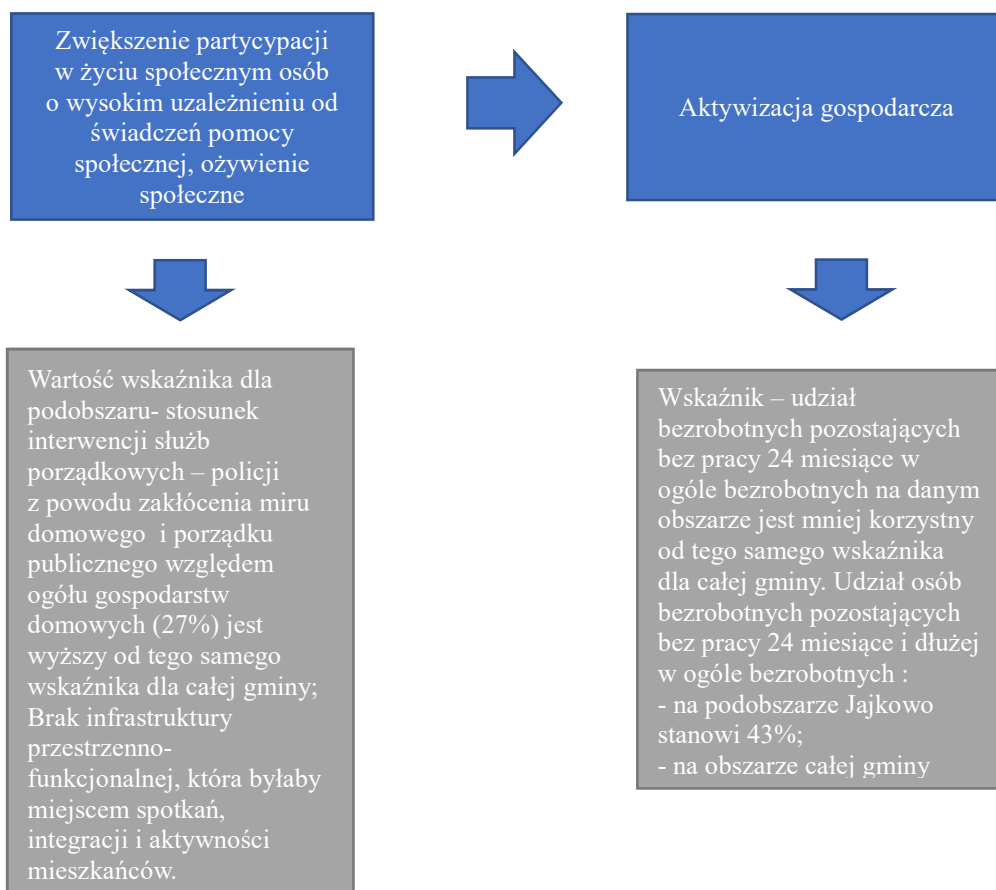 Zwiększenie partycypacji
w życiu społecznym osób
o wysokim uzależnieniu od
świadczeń pomocy
społecznej, ożywienie
społeczne
Aktywizacja gospodarcza
Wartość wskaźnika dla
podobszaru- stosunek
interwencji służb
porządkowych – policji
z powodu zakłócenia miru
domowego  i porządku
publicznego względem
ogółu gospodarstw
domowych (27%) jest
wyższy od tego samego
wskaźnika dla całej gminy;
Brak infrastruktury
przestrzenno-
funkcjonalnej, która byłaby
miejscem spotkań,
integracji i aktywności
mieszkańców.
Wskaźnik – udział
bezrobotnych pozostających
bez pracy 24 miesiące w
ogóle bezrobotnych na danym
obszarze jest mniej korzystny
od tego samego wskaźnika
dla całej gminy. Udział osób
bezrobotnych pozostających
bez pracy 24 miesiące i dłużej
w ogóle bezrobotnych :
- na podobszarze Jajkowo
stanowi 43%;
- na obszarze całej gminy